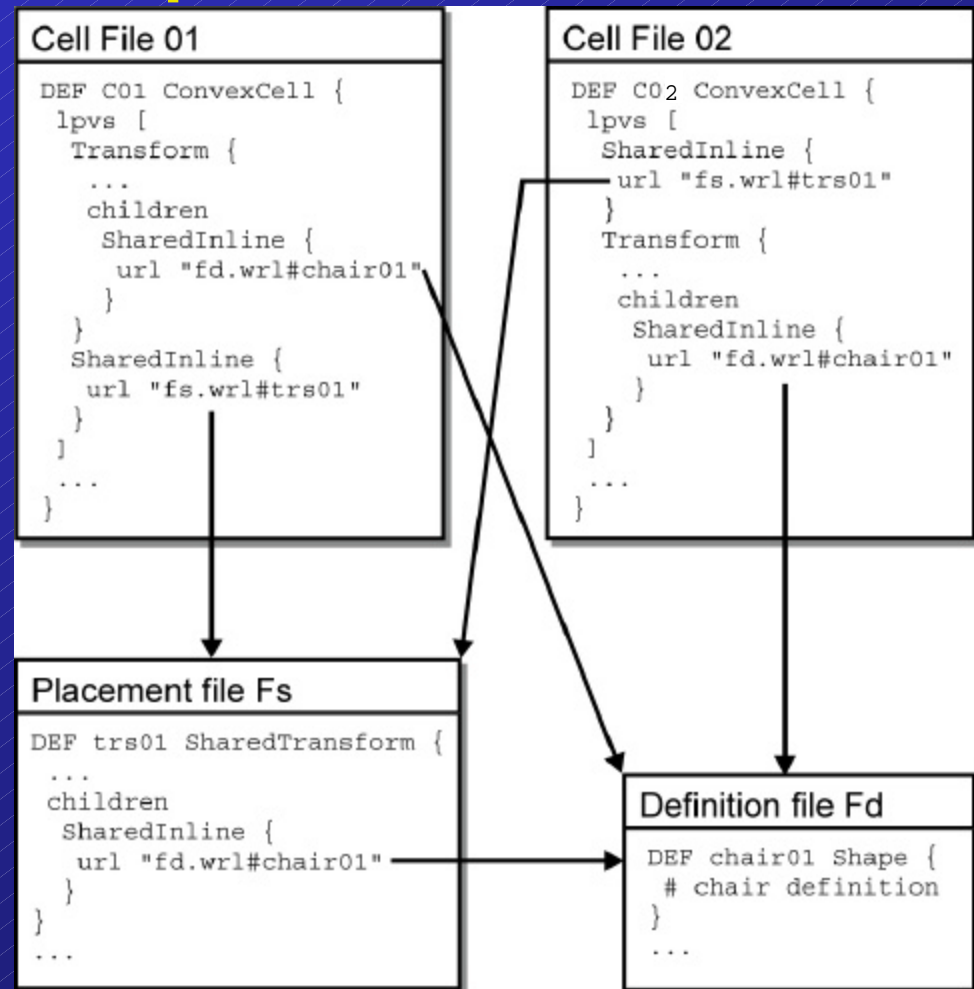 Cell File 01
DEF C01 ConvexCell {
lpvs [
Transform {
...
children
SharedInline {
url "fd.wrl#chair01"
}
}
SharedInline {
url "fs.wrl#trs01"
}
]
...
}
Cell File 02
DEF C02 ConvexCell {
lpvs [
SharedInline {
url "fs.wrl#trs01"
}
Transform {
...
children
SharedInline {
url "fd.wrl#chair01"
}
}
]
...
}
Placement file Fs
DEF trs01 SharedTransform {
...
children
SharedInline {
url "fd.wrl#chair01"
}
}
...
Definition file Fd
DEF chair01 Shape {
# chair definition
}
...